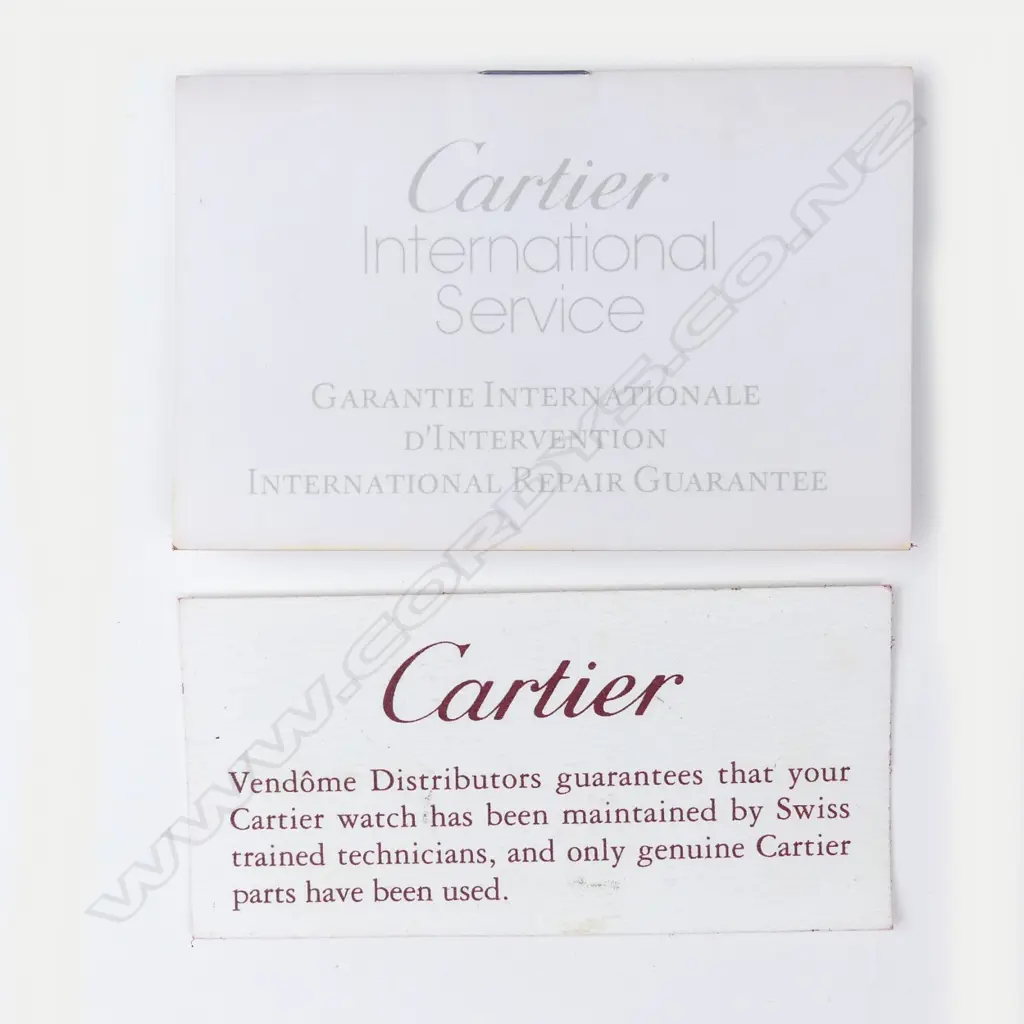 Cartier
International
Service
GARANTIE INTERNATIONALE
D'INTERVENTION
INTERNATIONAL REPAIR GUARANTEE
Cartier
Vendôme Distributors guarantees that your
Cartier watch has been maintained by Swiss
trained technicians, and only genuine Cartier
parts have been used.
WWW.CORDYS.CO.NZ